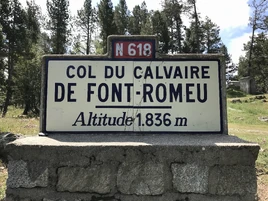 N 618
COL DU CALVAIRE
DE FONT-ROMEU
Altitude 1.836 m